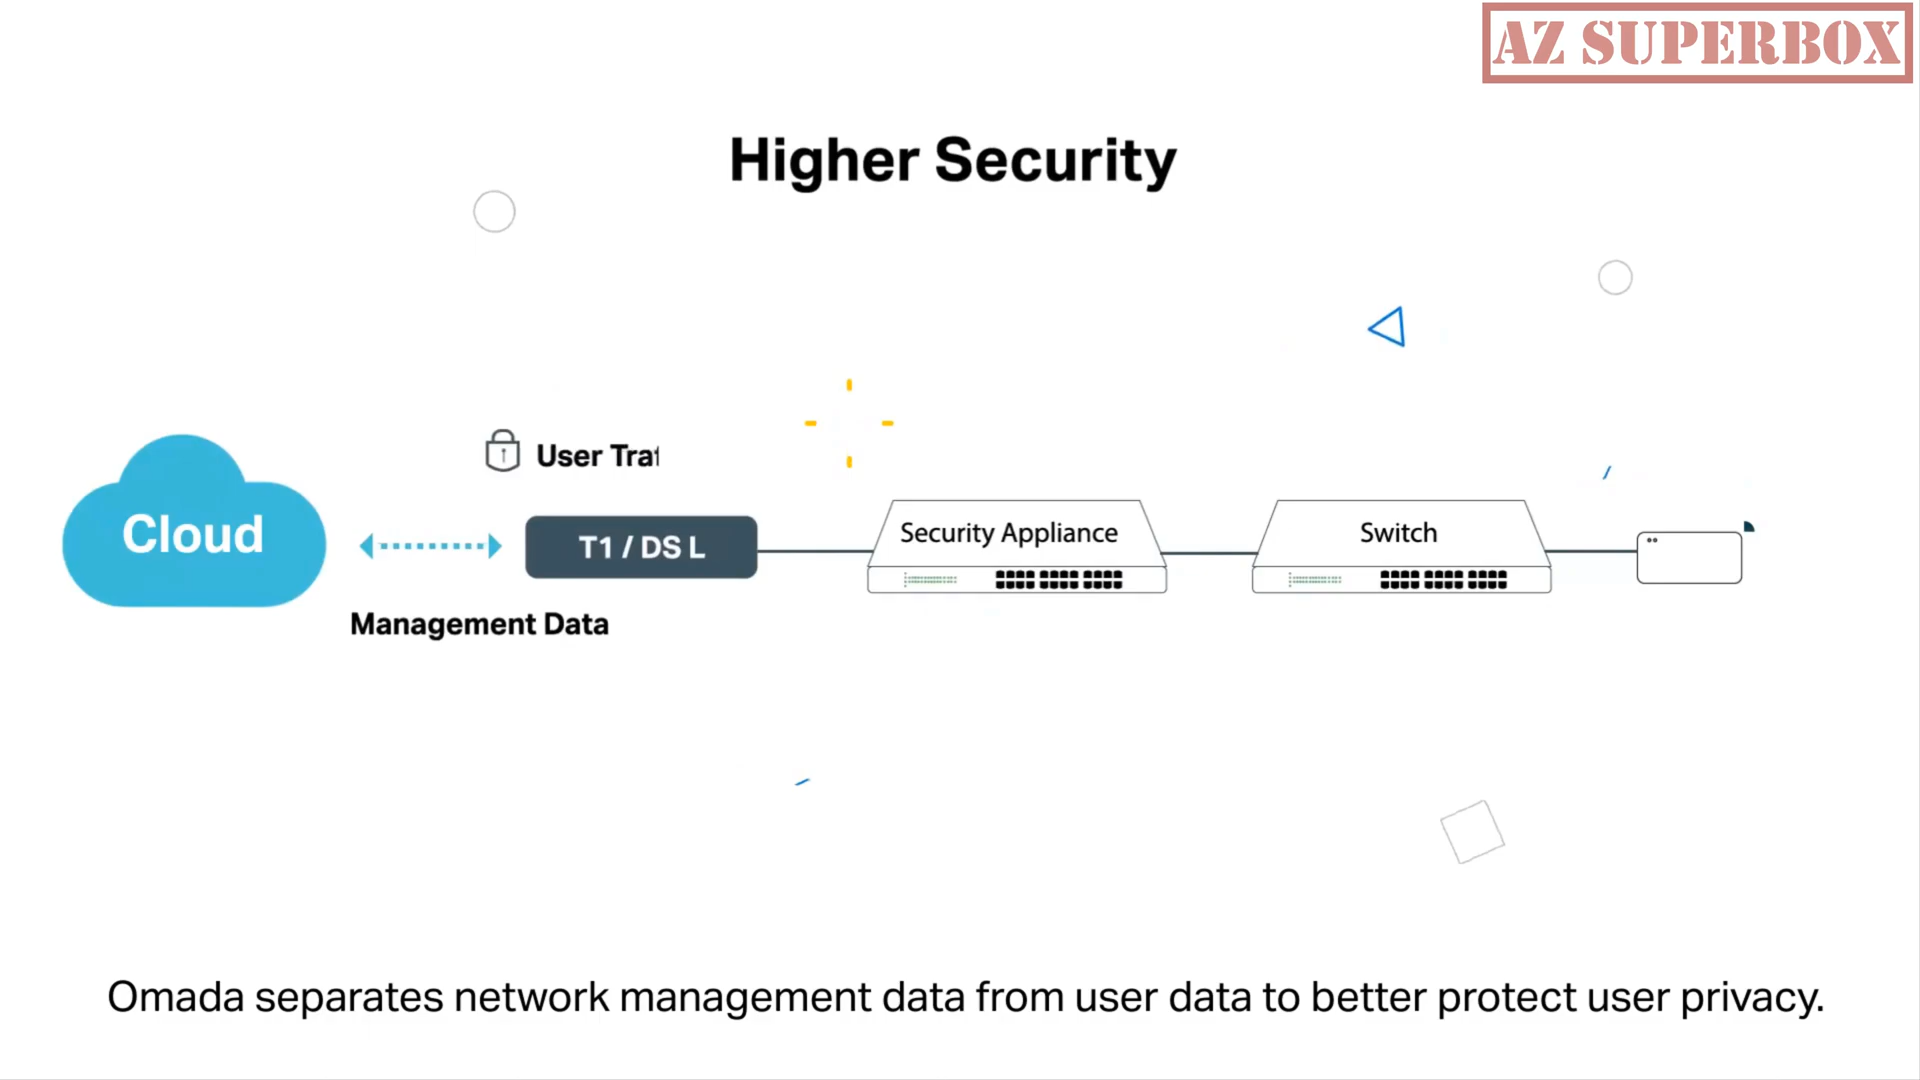 AZ SUPERBOX
Higher Security
User Traf
Cloud
T1 / DS L
Security Appliance
Switch
Management Data
Omada separates network management data from user data to better protect user privacy.